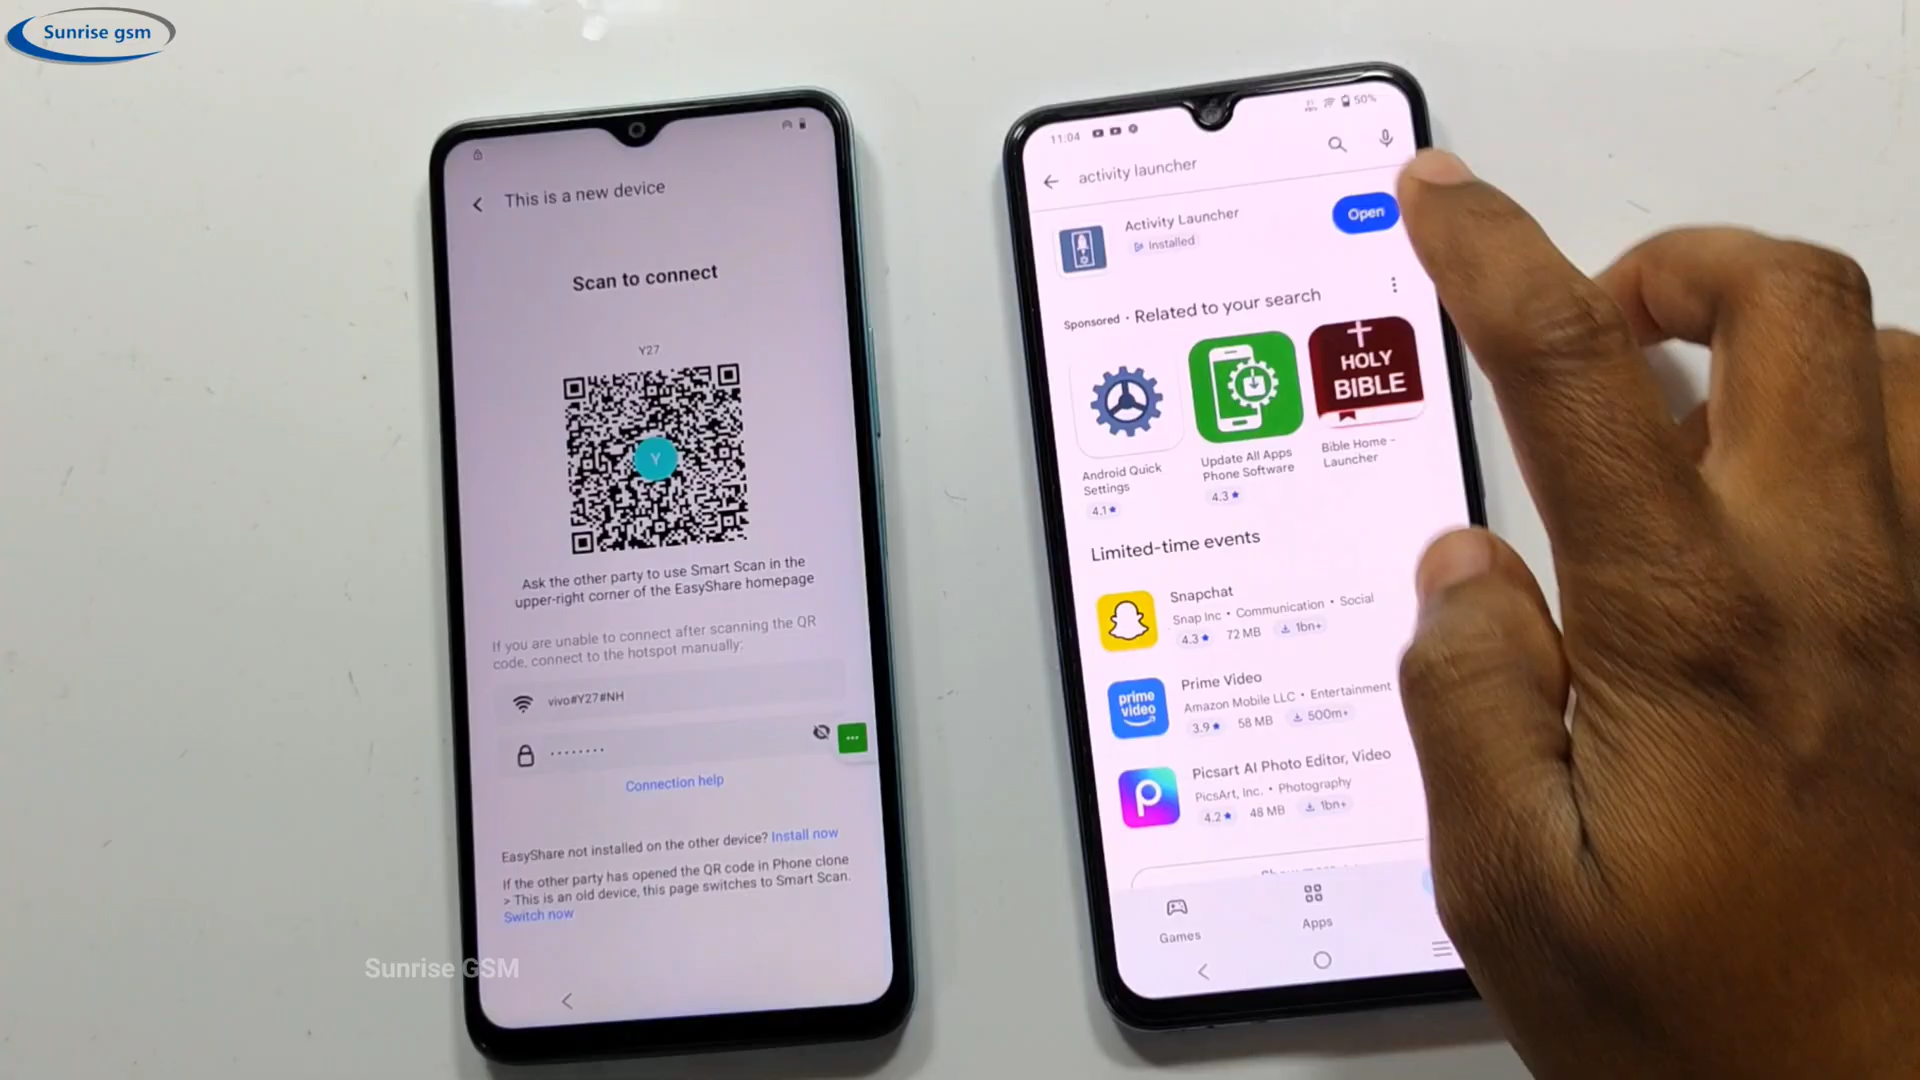 Sunrise gsm
This is a new device
Scan to connect
Y27
Y
Ask the other party to use Smart Scan in the
upper-right corner of the EasyShare homepage
If you are unable to connect after scanning the QR
code, connect to the hotspot manually:
vivo#Y27#NH
........
Connection help
EasyShare not installed on the other device? Install now
If the other party has opened the QR code in Phone clone
> This is an old device, this page switches to Smart Scan.
Switch now
Sunrise GSM
11:04
50%
activity launcher
Activity Launcher
Installed
Open
Sponsored · Related to your search
HOLY
BIBLE
Android Quick
Settings
4.1★
Update All Apps
Phone Software
4.3★
Bible Home -
Launcher
Limited-time events
Snapchat
Snap Inc • Communication • Social
4.3★ 72 MB 1bn+
prime
video
Prime Video
Amazon Mobile LLC • Entertainment
3.9★ 58 MB 500m+
Picsart AI Photo Editor, Video
PicsArt, Inc. • Photography
4.2★ 48 MB 1bn+
Games
Apps